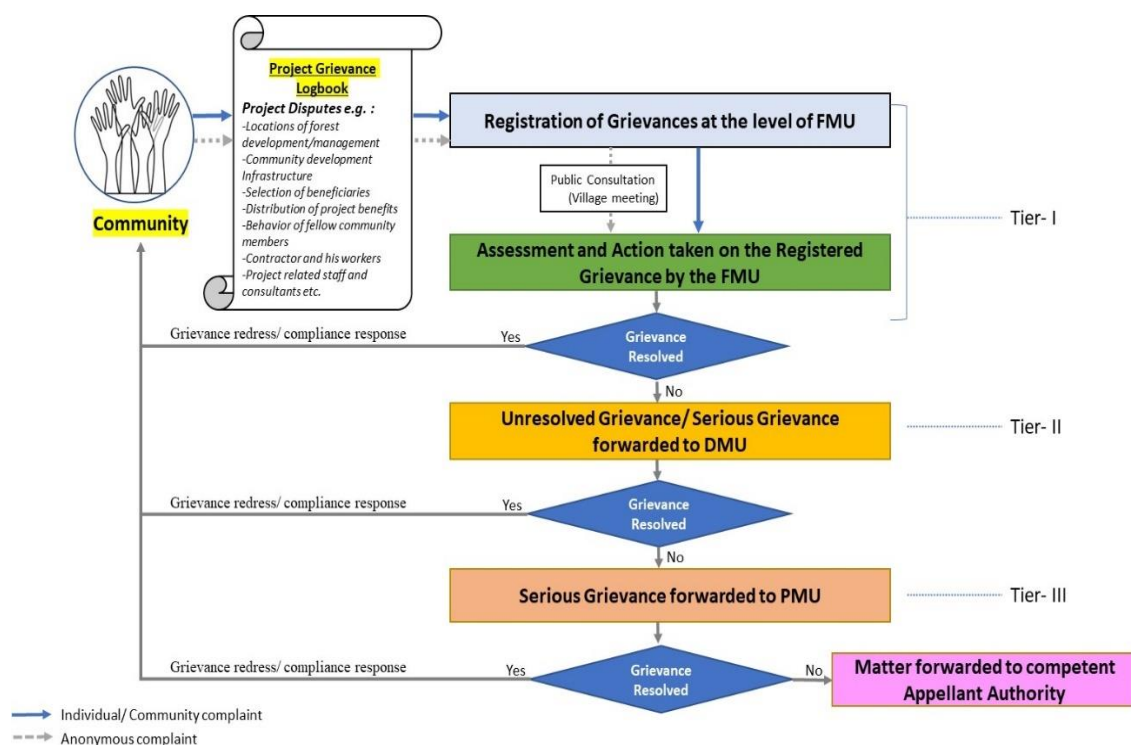 Project Grievance
Logbook
Project Disputes e.g. :
-Locations of forest
development/management
-Community development
Infrastructure
-Selection of beneficiaries
-Distribution of project benefits
-Behavior of fellow community
members
-Contractor and his workers
-Project related staff and
consultants etc.
Community
Registration of Grievances at the level of FMU
Public Consultation
(Village meeting)
Tier- I
Assessment and Action taken on the Registered
Grievance by the FMU
Grievance redress/ compliance response
Yes
Grievance
Resolved
No
Unresolved Grievance/ Serious Grievance
forwarded to DMU
Tier- II
Grievance redress/ compliance response
Yes
Grievance
Resolved
No
Serious Grievance forwarded to PMU
Tier- III
Grievance redress/ compliance response
Yes
Grievance
Resolved
No
Matter forwarded to competent
Appellant Authority
Individual/ Community complaint
Anonymous complaint